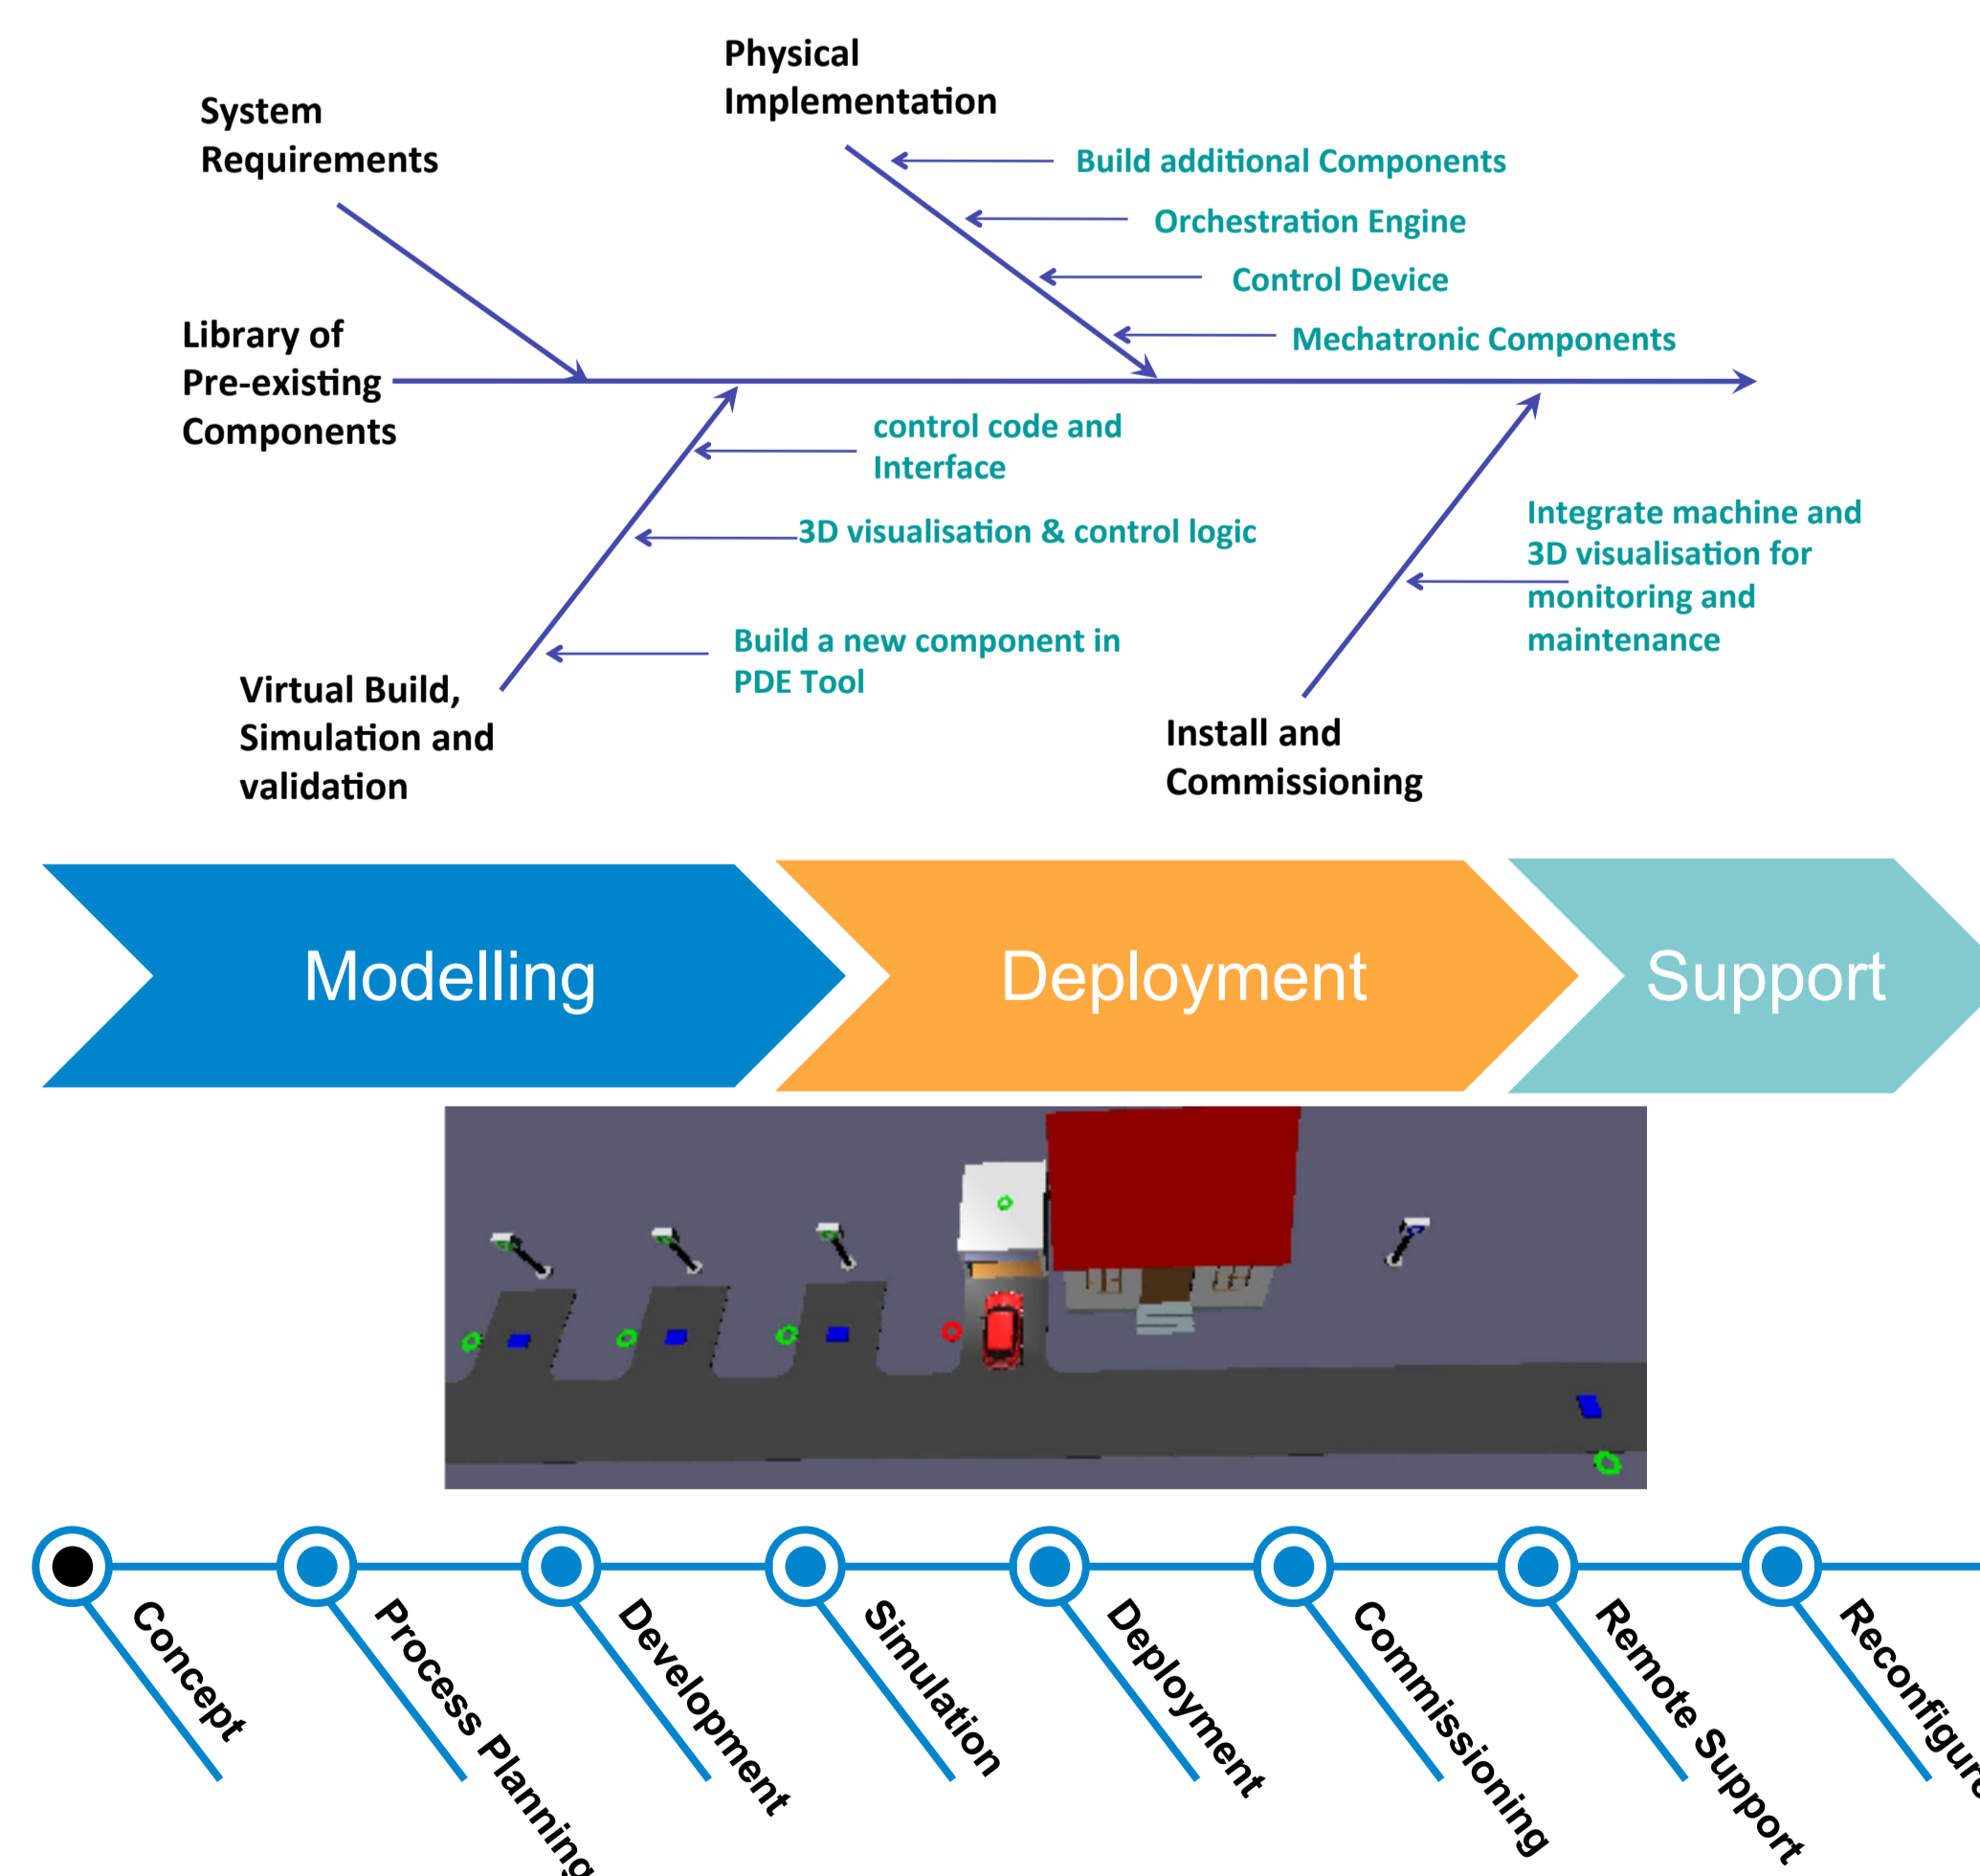 Physical
Implementation
System
Requirements
Build additional Components
Orchestration Engine
Control Device
Mechatronic Components
Library of
Pre-existing
Components
control code and
Interface
3D visualisation & control logic
Integrate machine and
3D visualisation for
monitoring and
maintenance
Build a new component in
PDE Tool
Virtual Build,
Simulation and
validation
Install and
Commissioning
Modelling
Deployment
Support
Concept
Process Planning
Development
Simulation
Deployment
Commissioning
Remote Support
Reconfigure